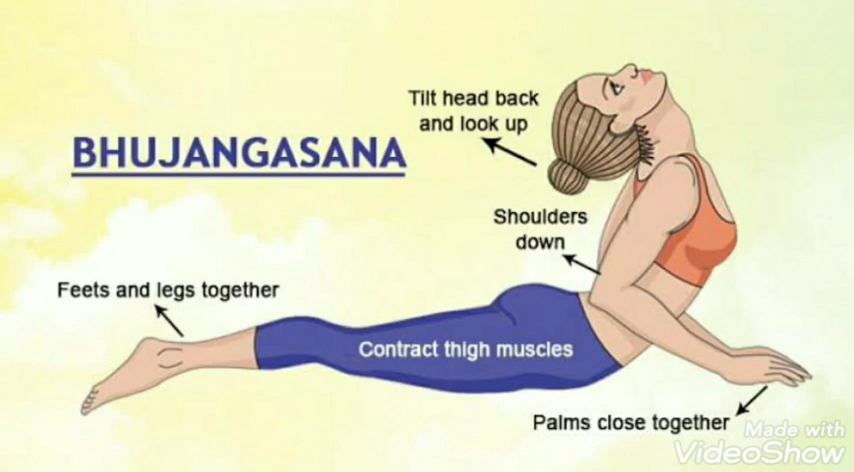 Tilt head back
and look up
BHUJANGASANA
Shoulders
down
Feets and legs together
Contract thigh muscles
Palms close together
Made with
VideoShow